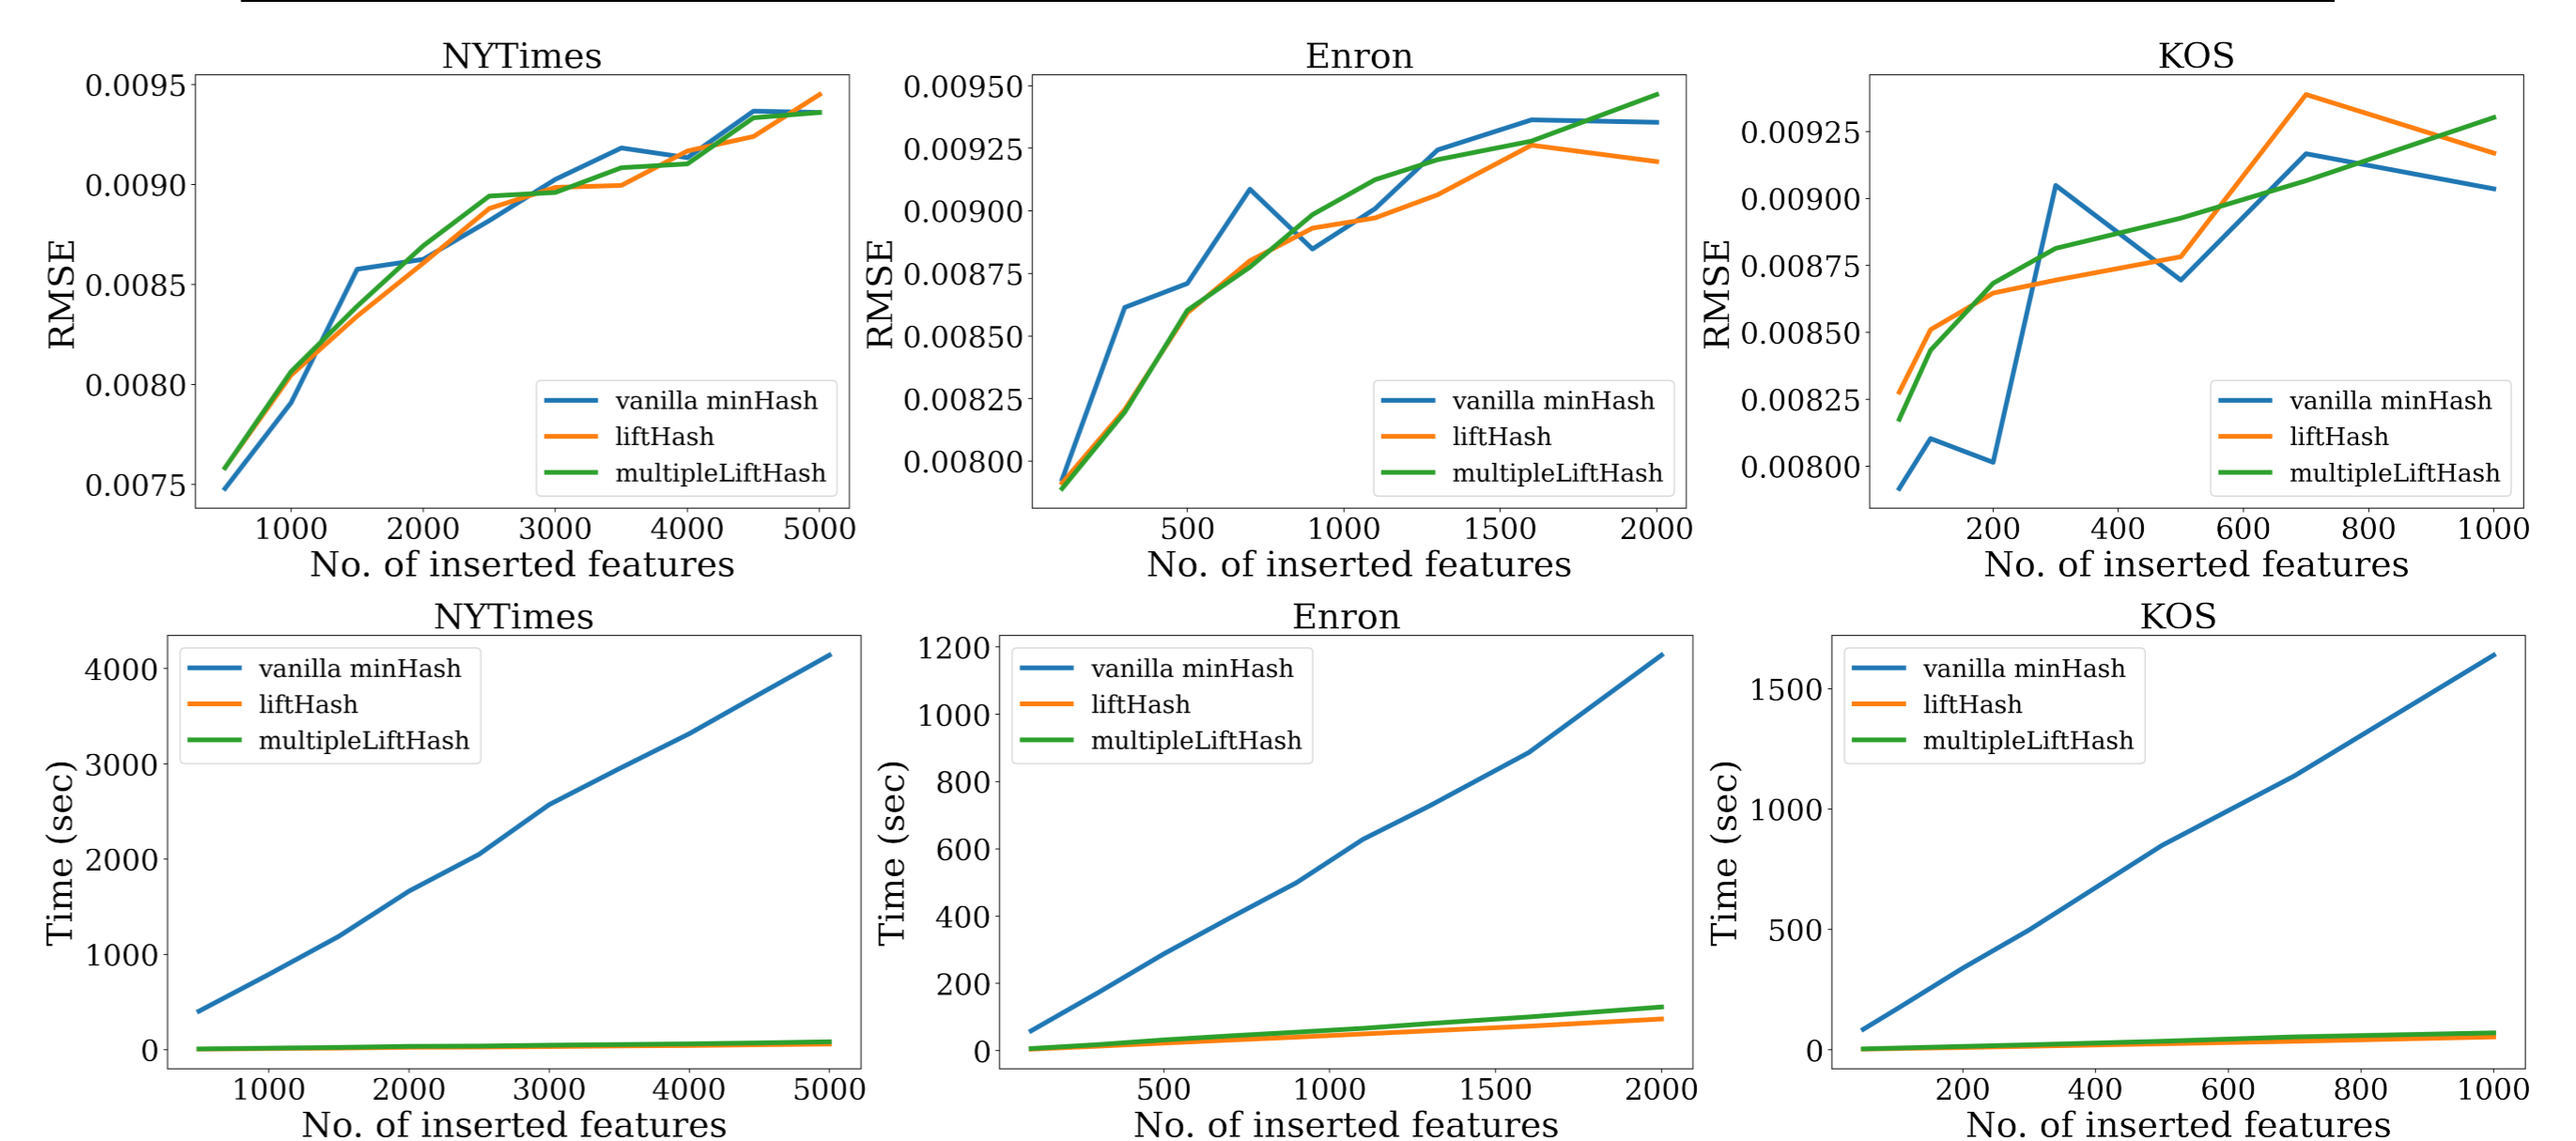 NYTimes
0.0095
0.0090
0.0085
0.0080
0.0075
RMSE
vanilla minHash
liftHash
multipleLiftHash
1000 2000 3000 4000 5000
No. of inserted features
Enron
0.00950
0.00925
0.00900
0.00875
0.00850
0.00825
0.00800
RMSE
vanilla minHash
liftHash
multipleLiftHash
500 1000 1500 2000
No. of inserted features
KOS
0.00925
0.00900
0.00875
0.00850
0.00825
0.00800
RMSE
vanilla minHash
liftHash
multipleLiftHash
200 400 600 800 1000
No. of inserted features
NYTimes
4000
3000
2000
1000
0
Time (sec)
vanilla minHash
liftHash
multipleLiftHash
1000 2000 3000 4000 5000
No. of inserted features
Enron
1200
1000
800
600
400
200
0
Time (sec)
vanilla minHash
liftHash
multipleLiftHash
500 1000 1500 2000
No. of inserted features
KOS
1500
1000
500
0
Time (sec)
vanilla minHash
liftHash
multipleLiftHash
200 400 600 800 1000
No. of inserted features